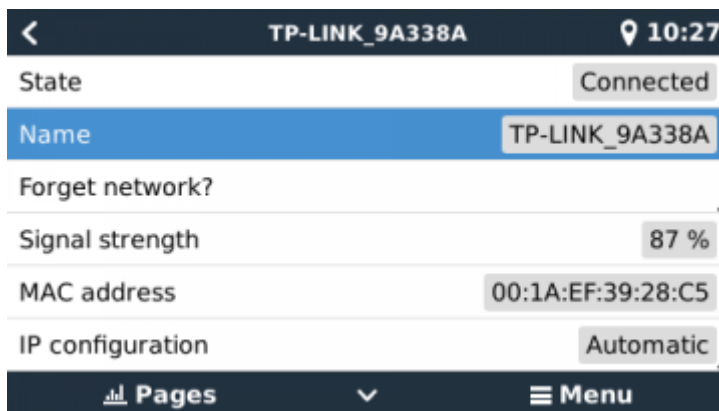 TP-LINK_9A338A 10:27
State Connected
Name TP-LINK_9A338A
Forget network?
Signal strength 87 %
MAC address 00:1A:EF:39:28:C5
IP configuration Automatic
Pages Menu